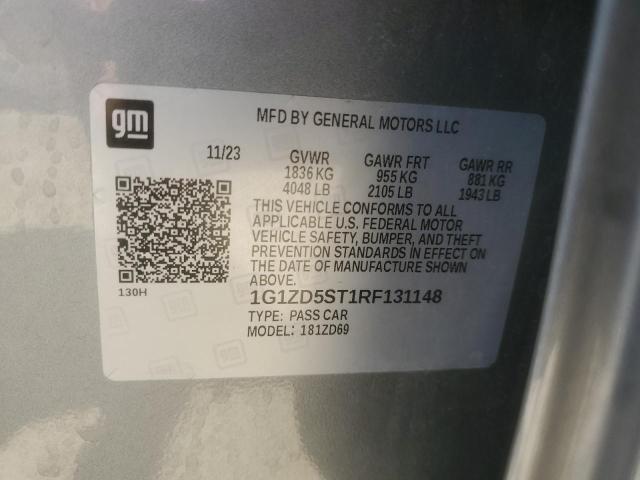 gm
MFD BY GENERAL MOTORS LLC
11/23 GVWR GAWR FRT GAWR RR
1836 KG 955 KG 881 KG
4048 LB 2105 LB 1943 LB
THIS VEHICLE CONFORMS TO ALL
APPLICABLE U.S. FEDERAL MOTOR
VEHICLE SAFETY, BUMPER, AND THEFT
PREVENTION STANDARDS IN EFFECT ON
THE DATE OF MANUFACTURE SHOWN
ABOVE.
130H
1G1ZD5ST1RF131148
TYPE: PASS CAR
MODEL: 181ZD69